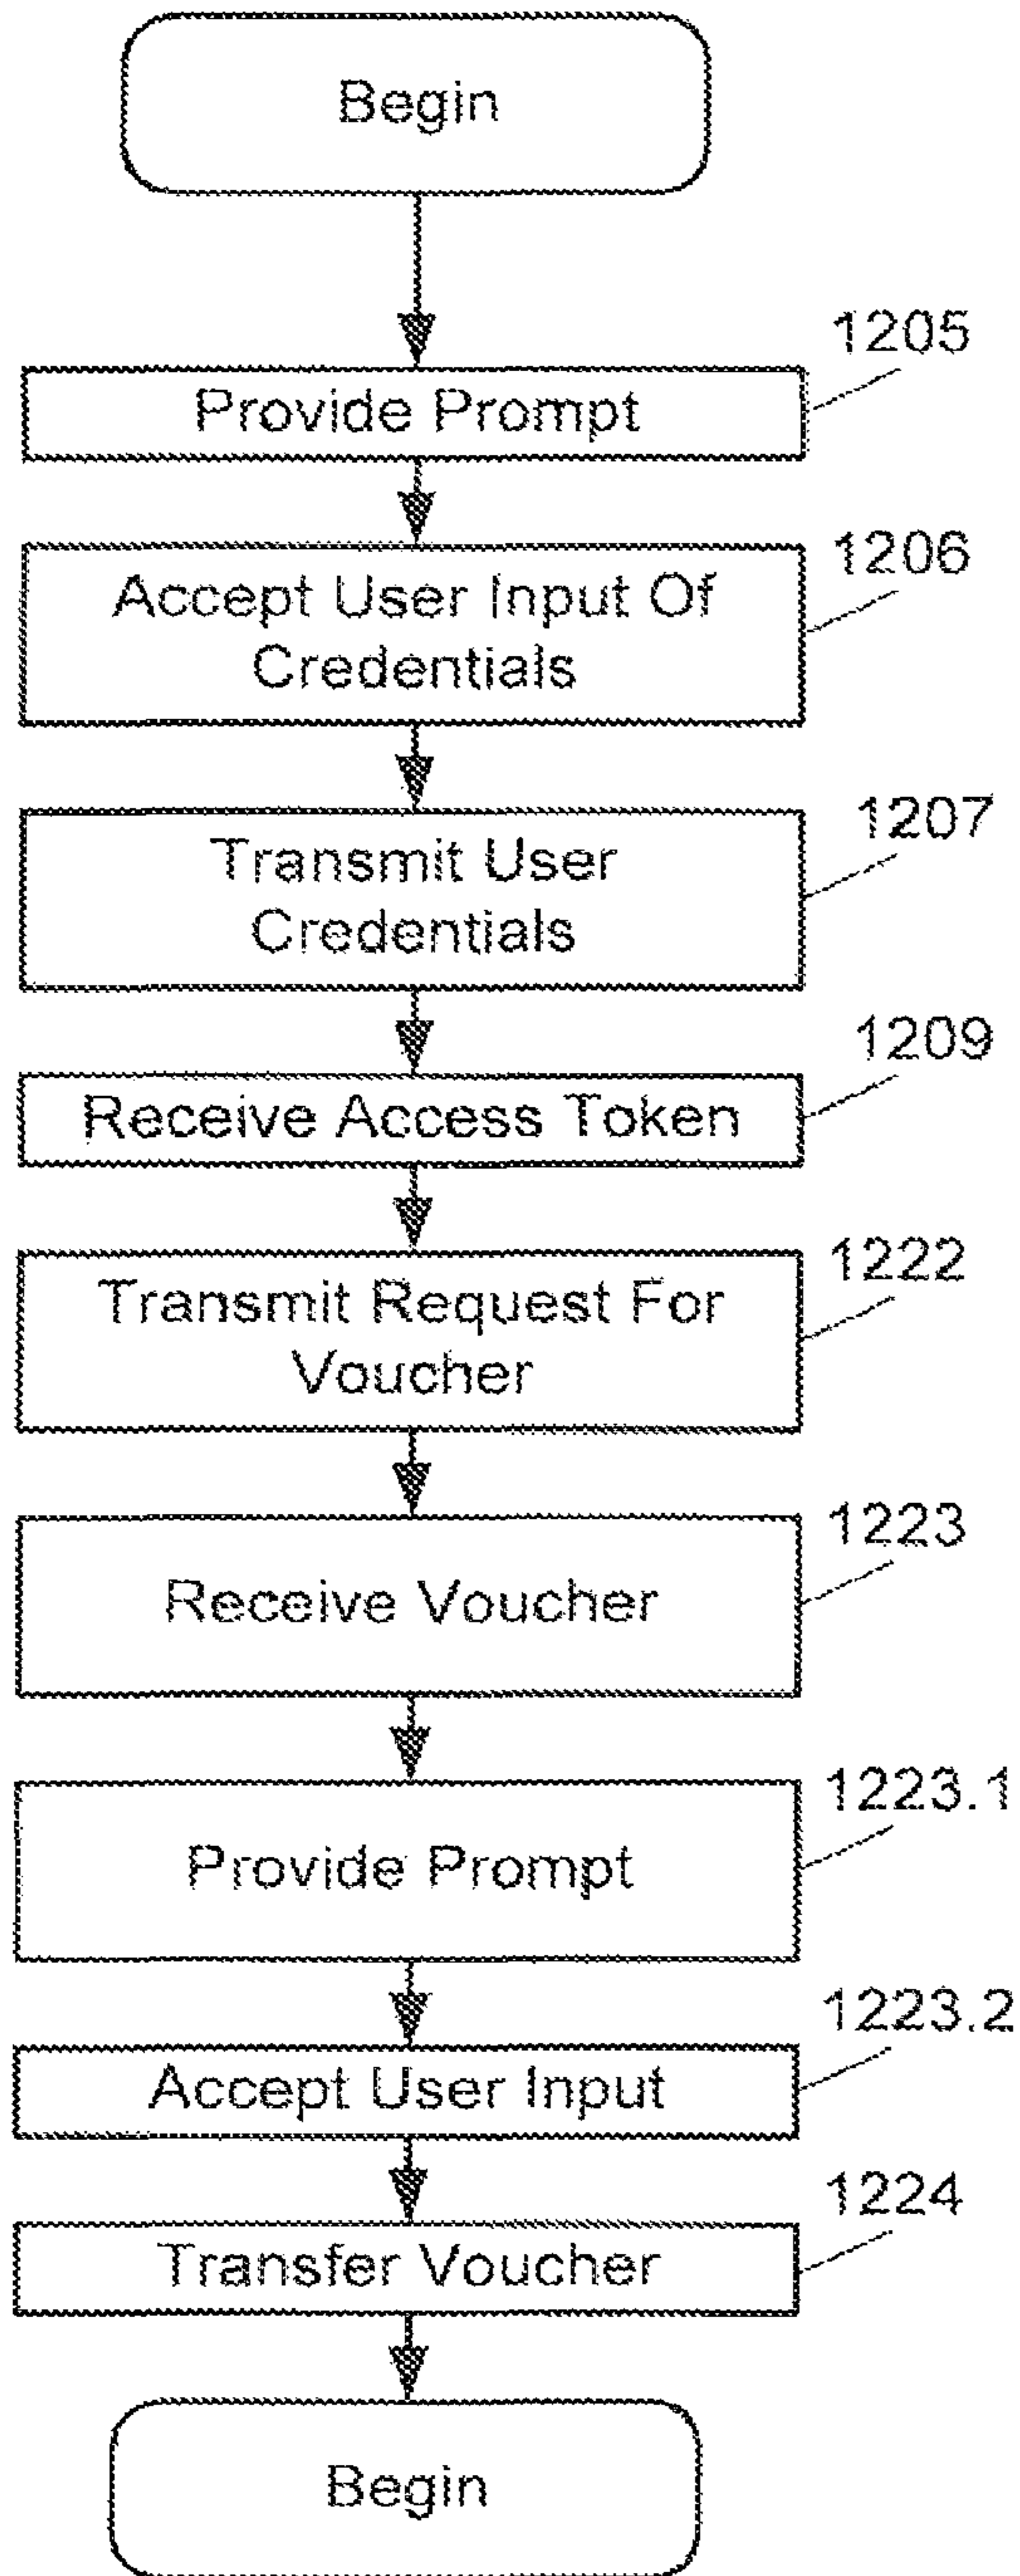 Begin
1205
Provide Prompt
1206
Accept User Input Of
Credentials
1207
Transmit User
Credentials
1209
Receive Access Token
1222
Transmit Request For
Voucher
1223
Receive Voucher
1223.1
Provide Prompt
1223.2
Accept User Input
1224
Transfer Voucher
Begin